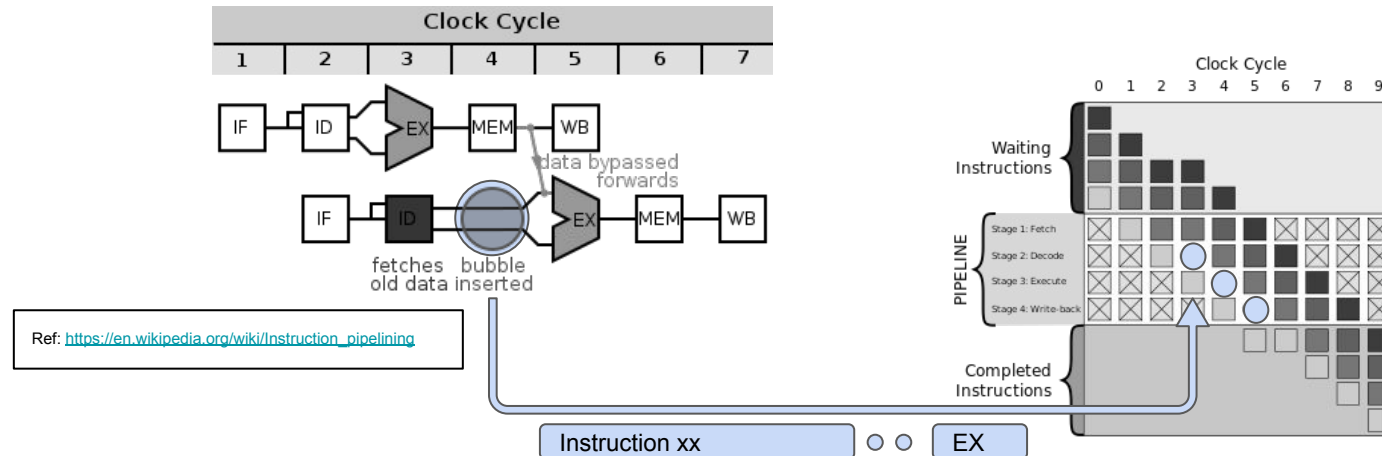 Clock Cycle
1 2 3 4 5 6 7
IF ID EX MEM WB
data bypassed
forwards
IF ID EX MEM WB
fetches bubble
old data inserted
Ref: https://en.wikipedia.org/wiki/Instruction_pipelining
Instruction xx EX
Clock Cycle
0 1 2 3 4 5 6 7 8 9
Waiting
Instructions
PIPELINE
Stage 1: Fetch
Stage 2: Decode
Stage 3: Execute
Stage 4: Write-back
Completed
Instructions